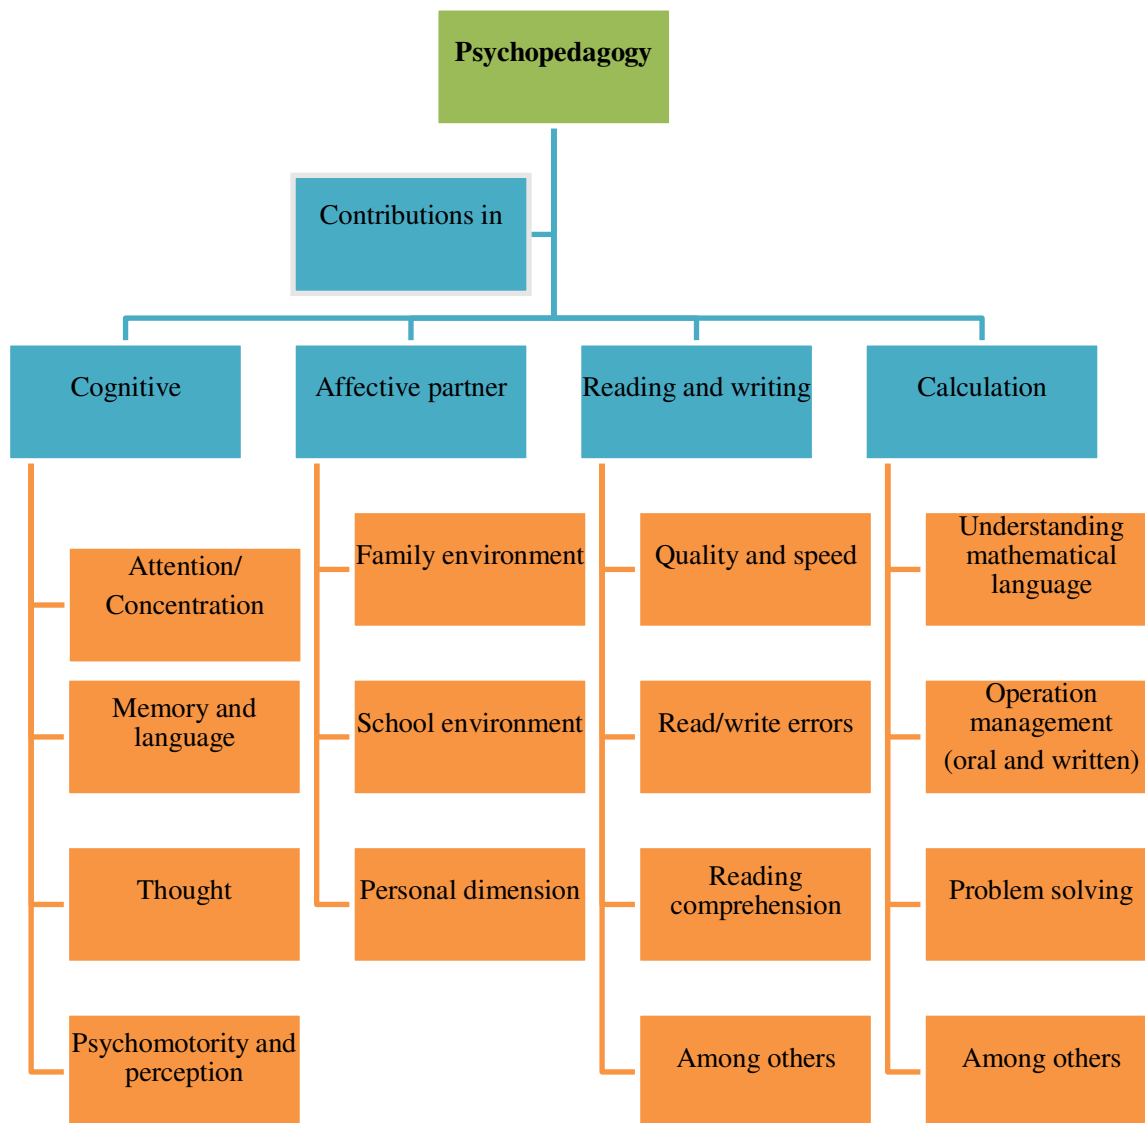 Psychopedagogy
Contributions in
Cognitive
Affective partner
Reading and writing
Calculation
Attention/
Concentration
Memory and
language
Thought
Psychomotority and
perception
Family environment
School environment
Personal dimension
Quality and speed
Read/write errors
Reading
comprehension
Among others
Understanding
mathematical
language
Operation
management
(oral and written)
Problem solving
Among others